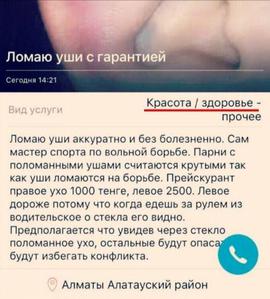 Ломаю уши с гарантией
Сегодня 14:21
Вид услуги
Красота / здоровье -
прочее
Ломаю уши аккуратно и без болезненно. Сам
мастер спорта по вольной борьбе. Парни с
поломанными ушами считаются крутыми так
как уши ломаются на борьбе. Прейскурант
правое ухо 1000 тенге, левое 2500. Левое
дороже потому что когда едешь за рулем из
водительское о стекла его видно.
Предполагается что увидев через стекло
поломанное ухо, остальные будут опасат
будут избегать конфликта.
Алматы Алатауский район